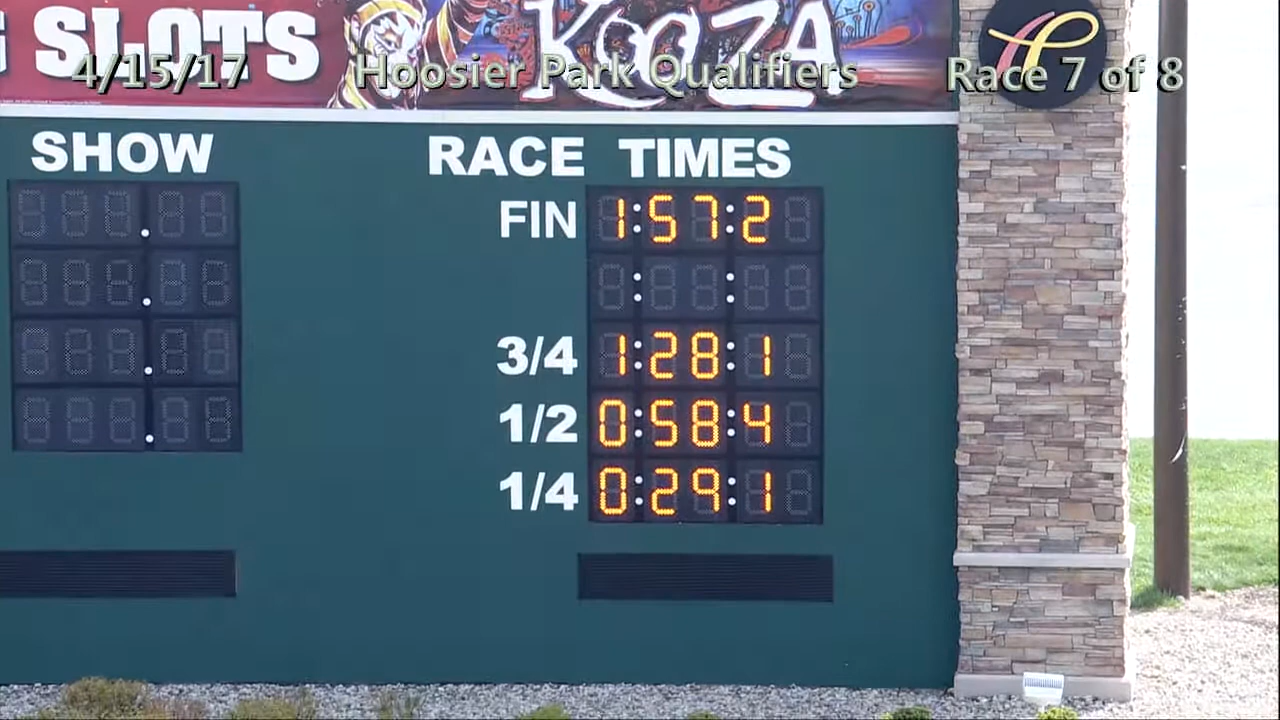 G SLOTS
KOOZA
4/15/17 Hoosier Park Qualifiers Race 7 of 8
SHOW
RACE TIMES
FIN 1:57:2
3/4 1:28:1
1/2 0:58:4
1/4 0:29:1